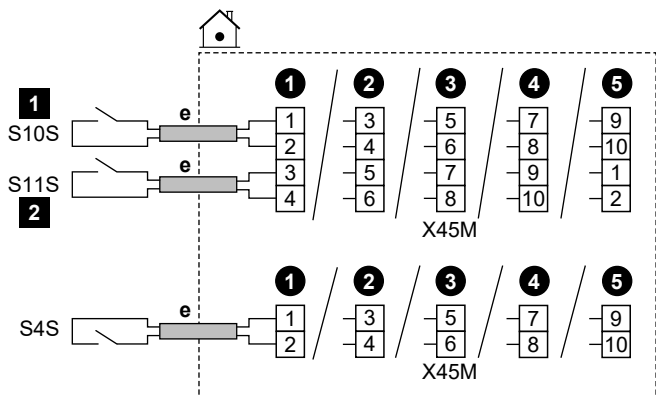 1 2 3 4 5
1
S10S
e
1 3 5 7 9
2 4 6 8 10
S11S
e
3 5 7 9 1
4 6 8 10 2
2
X45M
1 2 3 4 5
S4S
e
1 3 5 7 9
2 4 6 8 10
X45M